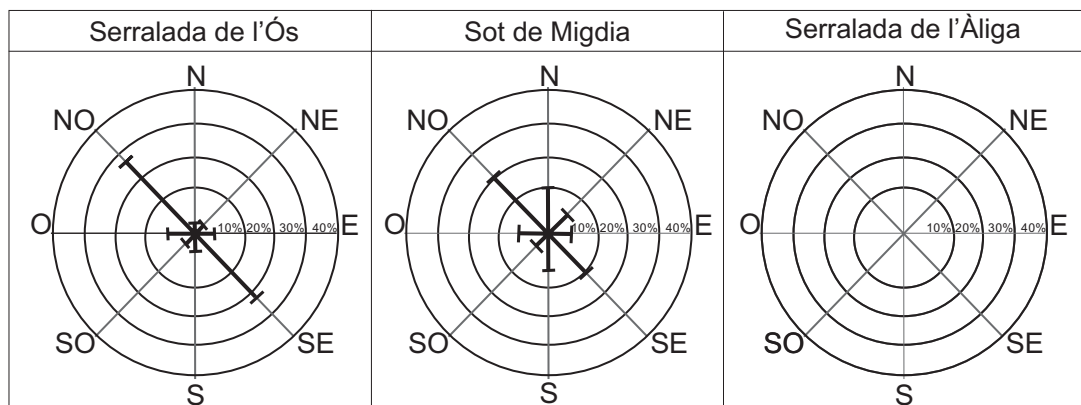 Serralada de l’Ós
Sot de Migdia
Serralada de l’Àliga
N
NO
NE
O
10% 20% 30% 40%
E
SO
SE
S
N
NO
NE
O
10% 20% 30% 40%
E
SO
SE
S
N
NO
NE
O
10% 20% 30% 40%
E
SO
SE
S